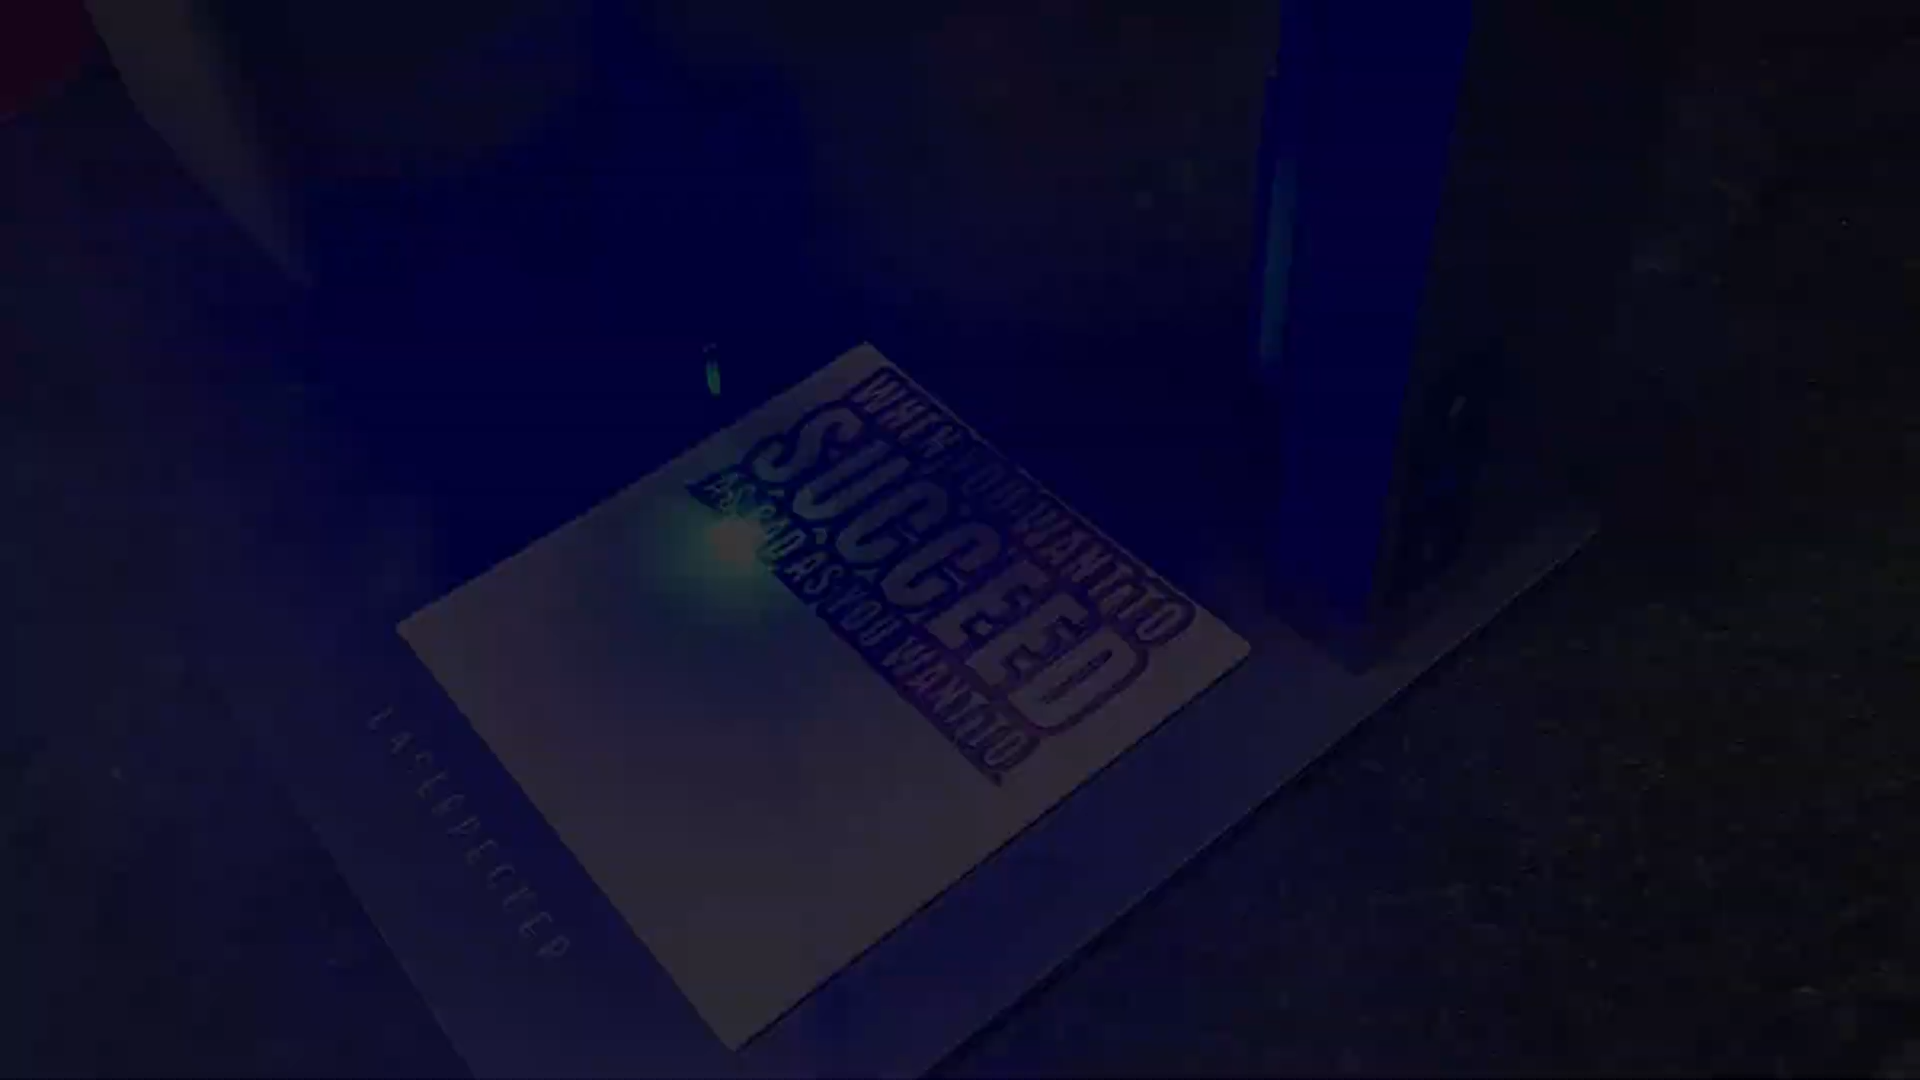 WHEN YOU WANT TO
SUCCEED
AS BAD AS YOU WANT TO
LASERPECKER